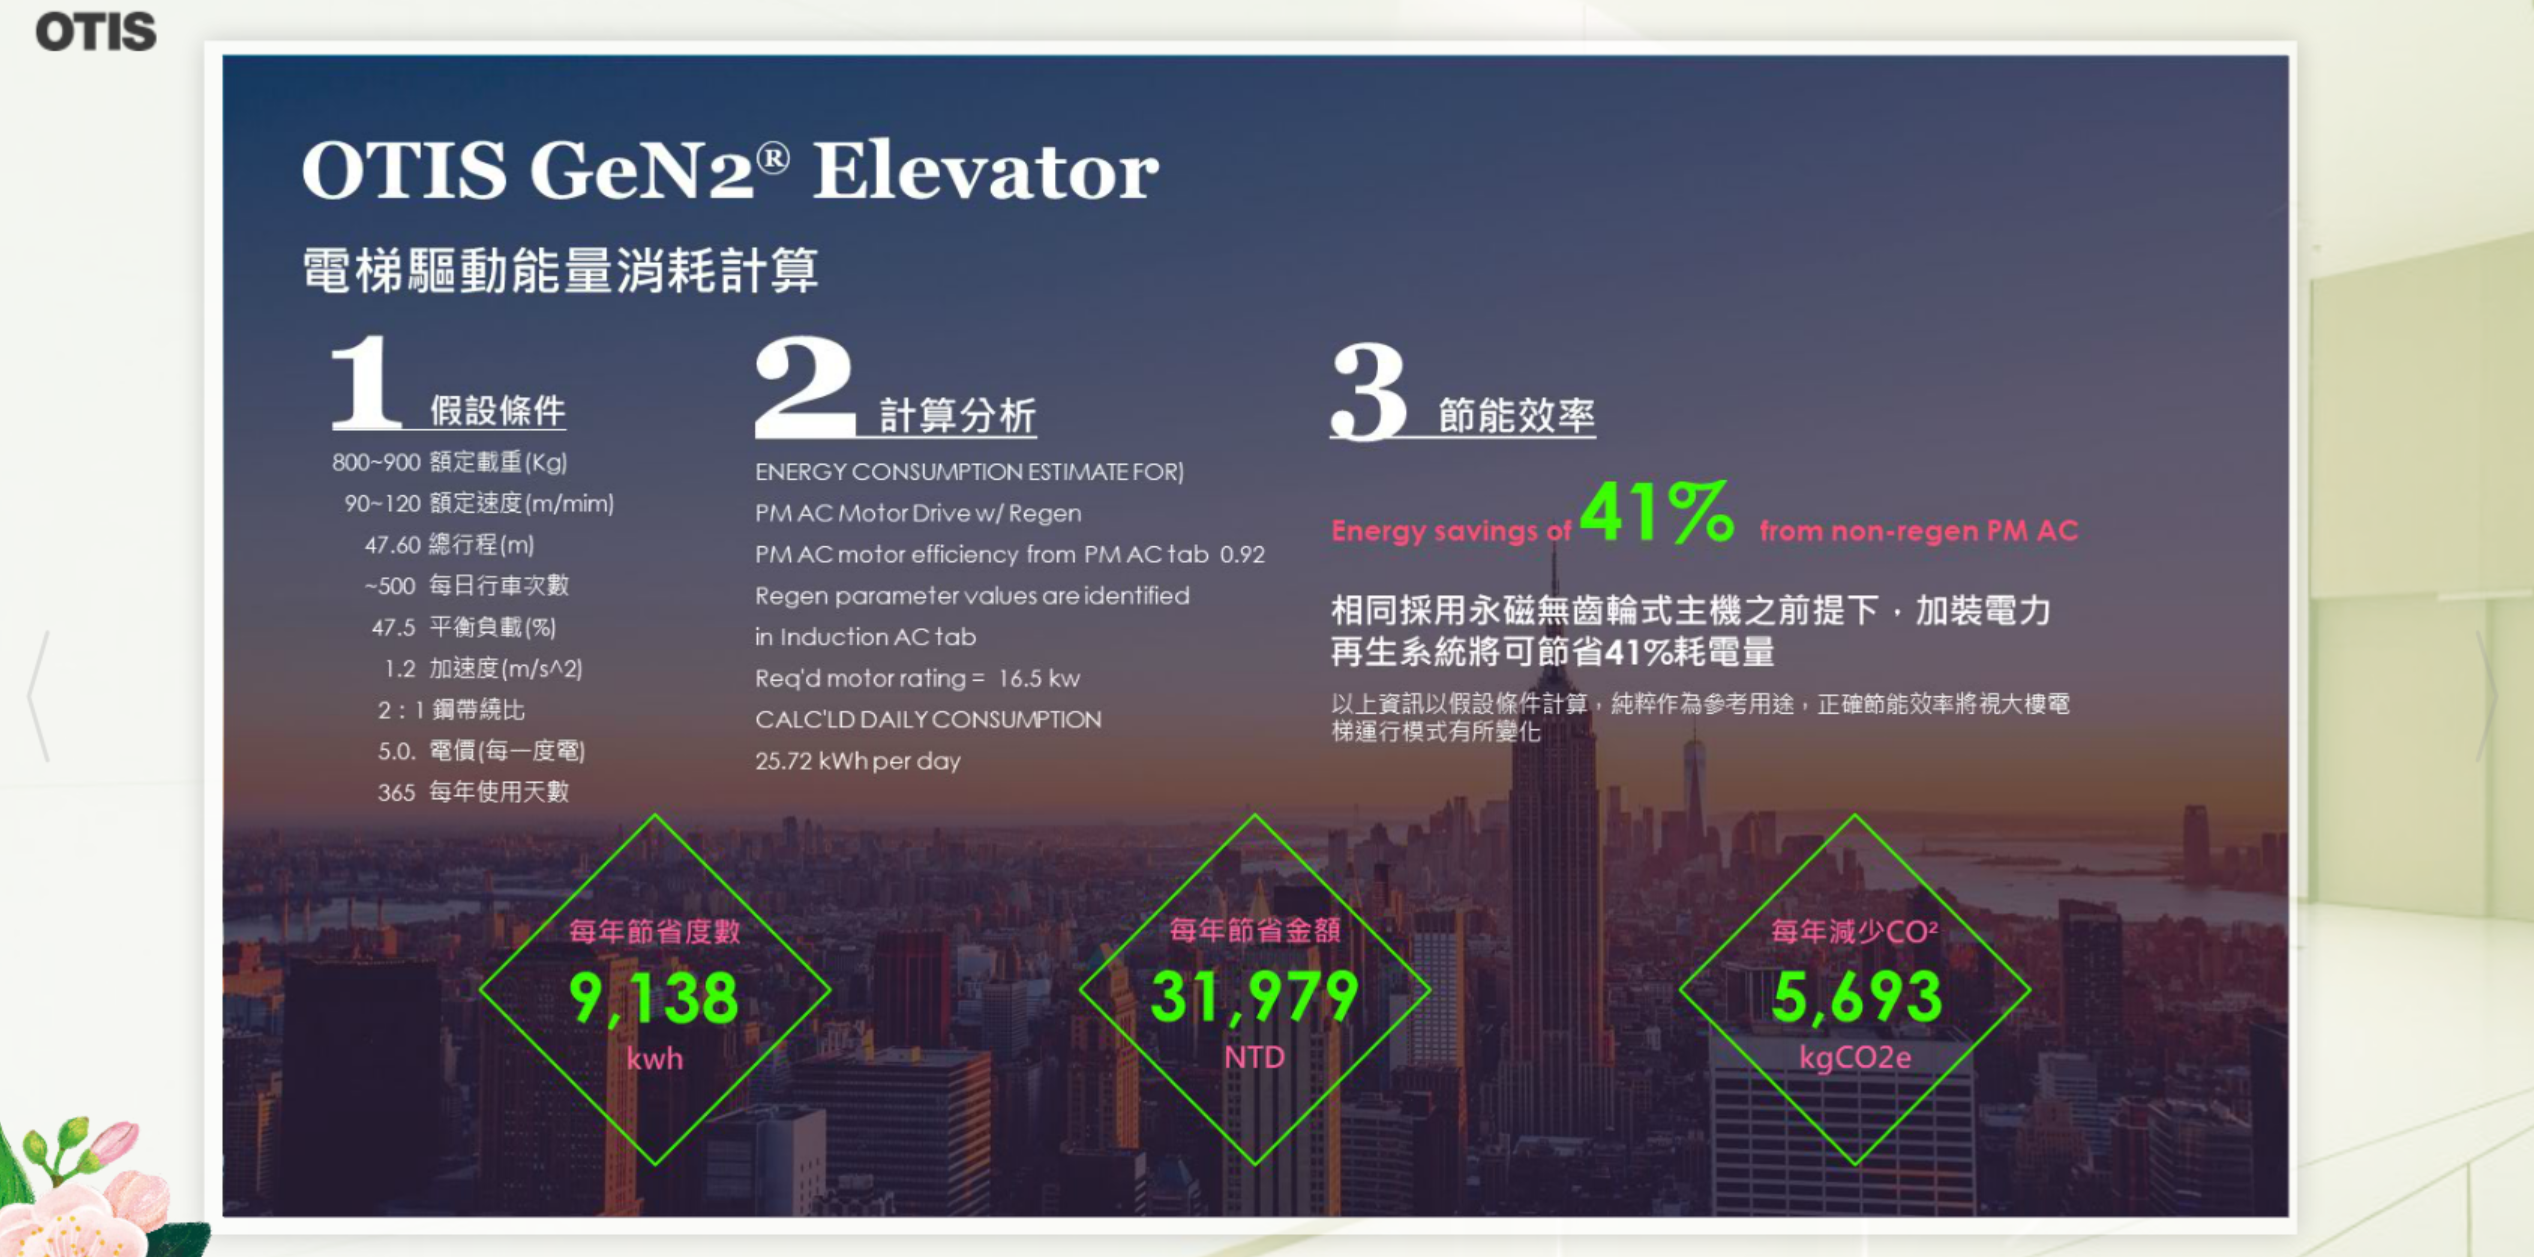 OTIS
OTIS GeN2® Elevator
電梯驅動能量消耗計算
1 假設條件
800~900 額定載重(Kg)
90~120 額定速度(m/mim)
47.60 總行程(m)
~500 每日行車次數
47.5 平衡負載(%)
1.2 加速度(m/s^2)
2 : 1 鋼帶繞比
5.0. 電價(每一度電)
365 每年使用天數
2 計算分析
ENERGY CONSUMPTION ESTIMATE FOR)
PM AC Motor Drive w/ Regen
PM AC motor efficiency from PM AC tab 0.92
Regen parameter values are identified
in Induction AC tab
Req'd motor rating = 16.5 kw
CALC'LD DAILY CONSUMPTION
25.72 kWh per day
3 節能效率
Energy savings of 41% from non-regen PM AC
相同採用永磁無齒輪式主機之前提下，加裝電力
再生系統將可節省41%耗電量
以上資訊以假設條件計算，純粹作為參考用途，正確節能效率將視大樓電
梯運行模式有所變化
每年節省度數
9,138
kwh
每年節省金額
31,979
NTD
每年減少CO²
5,693
kgCO2e